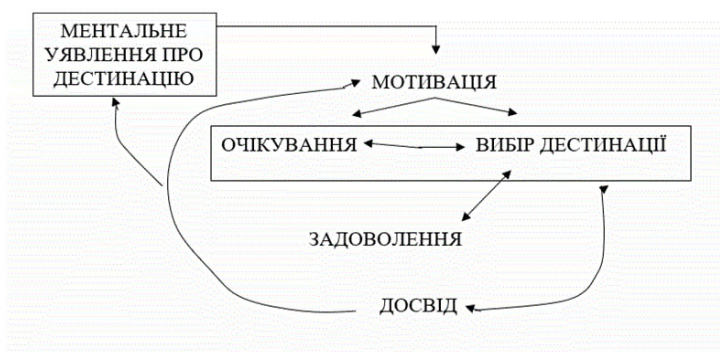 МЕНТАЛЬНЕ
УЯВЛЕННЯ ПРО
ДЕСТИНАЦІЮ
МОТИВАЦІЯ
ОЧІКУВАННЯ
ВИБІР ДЕСТИНАЦІЇ
ЗАДОВОЛЕННЯ
ДОСВІД